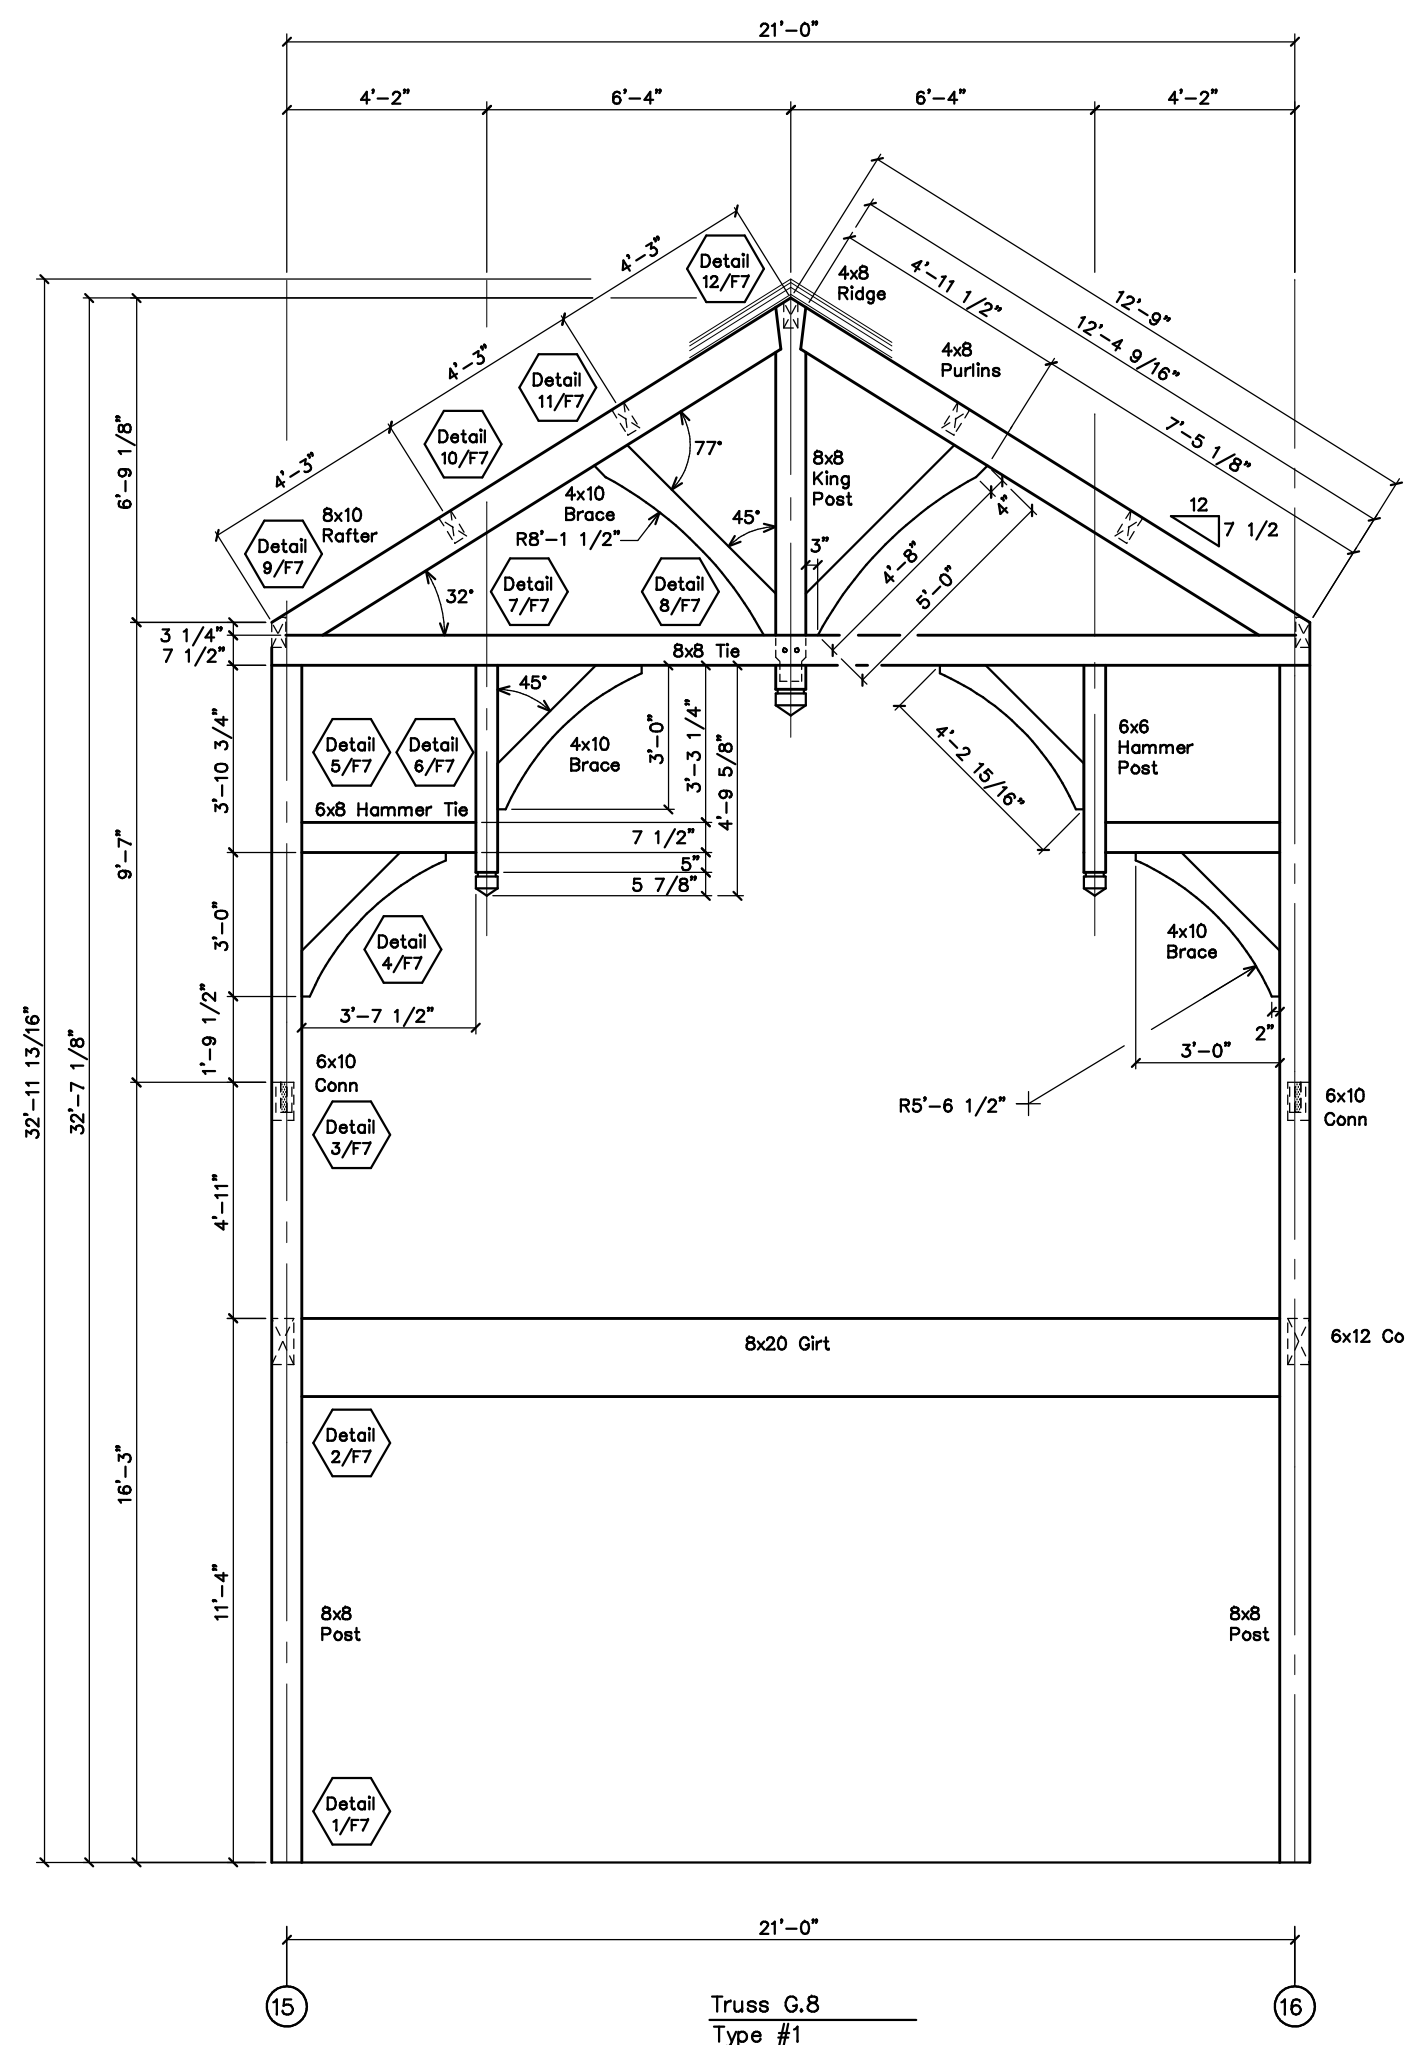 21'-0"
4'-2"
6'-4"
6'-4"
4'-2"
4'-3"
Detail
12/F7
4x8
Ridge
4'-11 1/2"
12'-9"
12'-4 9/16"
4'-3"
Detail
11/F7
4x8
Purlins
7'-5 1/8"
4'-3"
Detail
10/F7
77°
6'-9 1/8"
8x8
King
Post
4x10
Brace
R8'-1 1/2"
45°
4"
12
7 1/2
8x10
Rafter
Detail
9/F7
3"
4'-8"
5'-0"
32°
Detail
7/F7
Detail
8/F7
3 1/4"
7 1/2"
8x8 Tie
45°
3'-10 3/4"
Detail
5/F7
Detail
6/F7
4x10
Brace
3'-0"
3'-3 1/4"
4'-9 5/8"
4'-2 15/16"
6x6
Hammer
Post
6x8 Hammer Tie
7 1/2"
5"
5 7/8"
9'-7"
3'-0"
Detail
4/F7
4x10
Brace
3'-7 1/2"
1'-9 1/2"
2"
3'-0"
32'-11 13/16"
32'-7 1/8"
6x10
Conn
R5'-6 1/2"
6x10
Conn
Detail
3/F7
4'-11"
8x20 Girt
6x12 Co
Detail
2/F7
16'-3"
11'-4"
8x8
Post
8x8
Post
Detail
1/F7
21'-0"
15
16
Truss G.8
Type #1